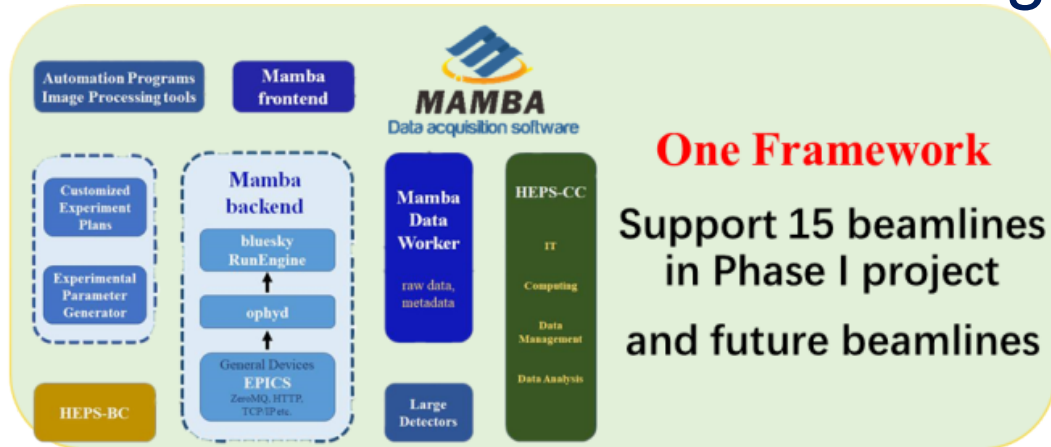 Automation Programs
Image Processing tools
Mamba
frontend
MAMBA
Data acquisition software
Customized
Experiment
Plans
Experimental
Parameter
Generator
HEPS-BC
Mamba
backend
bluesky
RunEngine
ophyd
General Devices
EPICS
ZeroMQ, HTTP,
TCP/IP etc.
Mamba
Data
Worker
raw data,
metadata
Large
Detectors
HEPS-CC
IT
Computing
Data
Management
Data Analysis
One Framework
Support 15 beamlines
in Phase I project
and future beamlines